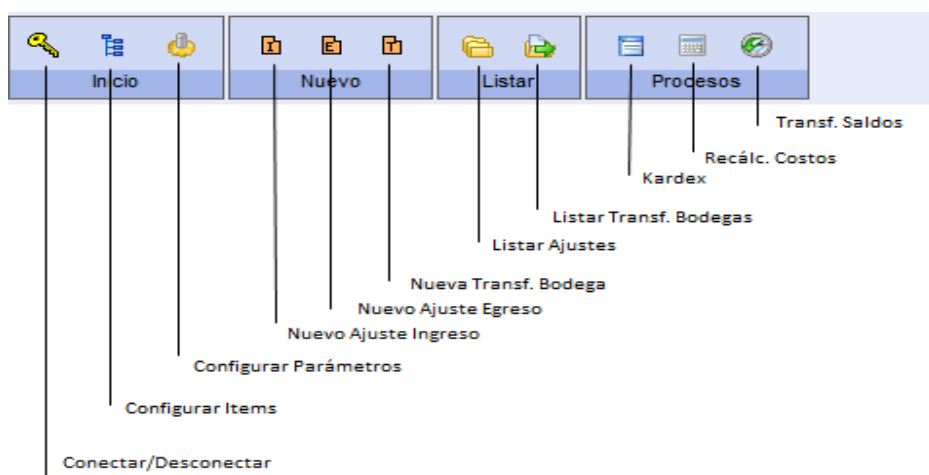 I
E
T
Inicio
Nuevo
Listar
Procesos
Transf. Saldos
Recálc. Costos
Kardex
Listar Transf. Bodegas
Listar Ajustes
Nueva Transf. Bodega
Nuevo Ajuste Egreso
Nuevo Ajuste Ingreso
Configurar Parámetros
Configurar Items
Conectar/Desconectar